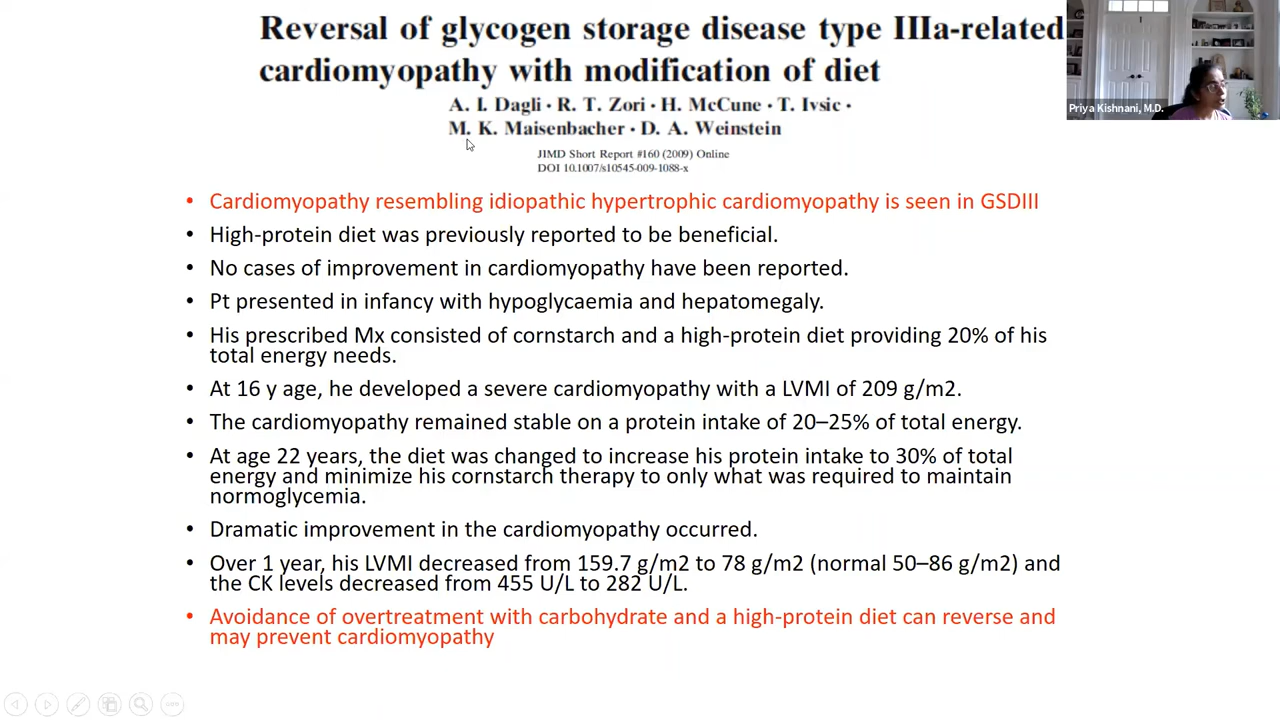 Reversal of glycogen storage disease type IIIa-related
cardiomyopathy with modification of diet
A. I. Dagli · R. T. Zori · H. McCune · T. Ivsic ·
M. K. Maisenbacher · D. A. Weinstein
JIMD Short Report #160 (2009) Online
DOI 10.1007/s10545-009-1088-x
Priya Kishnani, M.D.
• Cardiomyopathy resembling idiopathic hypertrophic cardiomyopathy is seen in GSDIII
• High-protein diet was previously reported to be beneficial.
• No cases of improvement in cardiomyopathy have been reported.
• Pt presented in infancy with hypoglycaemia and hepatomegaly.
• His prescribed Mx consisted of cornstarch and a high-protein diet providing 20% of his
total energy needs.
• At 16 y age, he developed a severe cardiomyopathy with a LVMI of 209 g/m2.
• The cardiomyopathy remained stable on a protein intake of 20–25% of total energy.
• At age 22 years, the diet was changed to increase his protein intake to 30% of total
energy and minimize his cornstarch therapy to only what was required to maintain
normoglycemia.
• Dramatic improvement in the cardiomyopathy occurred.
• Over 1 year, his LVMI decreased from 159.7 g/m2 to 78 g/m2 (normal 50–86 g/m2) and
the CK levels decreased from 455 U/L to 282 U/L.
• Avoidance of overtreatment with carbohydrate and a high-protein diet can reverse and
may prevent cardiomyopathy